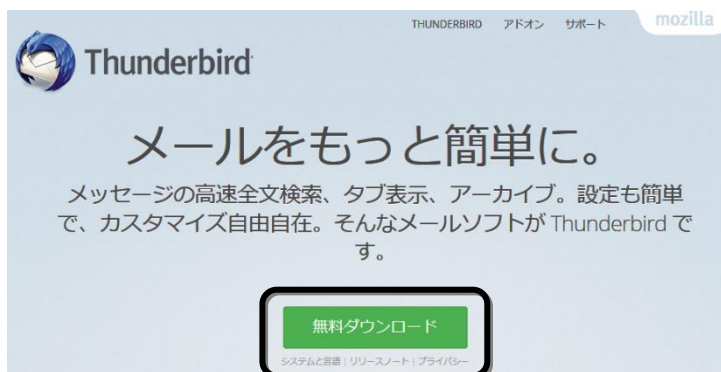 THUNDERBIRD アドオン サポート mozilla
Thunderbird
メールをもっと簡単に。
メッセージの高速全文検索、タブ表示、アーカイブ。設定も簡単
で、カスタマイズ自由自在。そんなメールソフトが Thunderbird で
す。
無料ダウンロード
システムと言語 | リリースノート | プライバシー